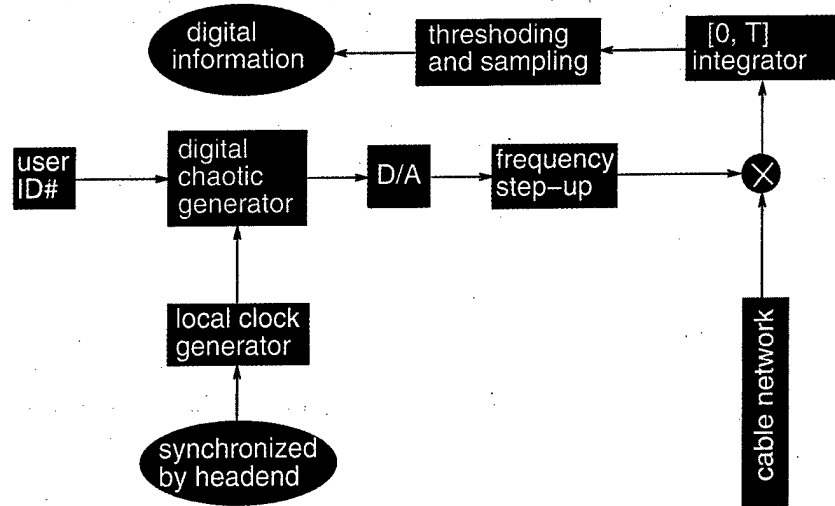 digital
information
thresholding
and sampling
[0, T]
integrator
user
ID#
digital
chaotic
generator
D/A
frequency
step-up
×
local clock
generator
synchronized
by headend
cable network